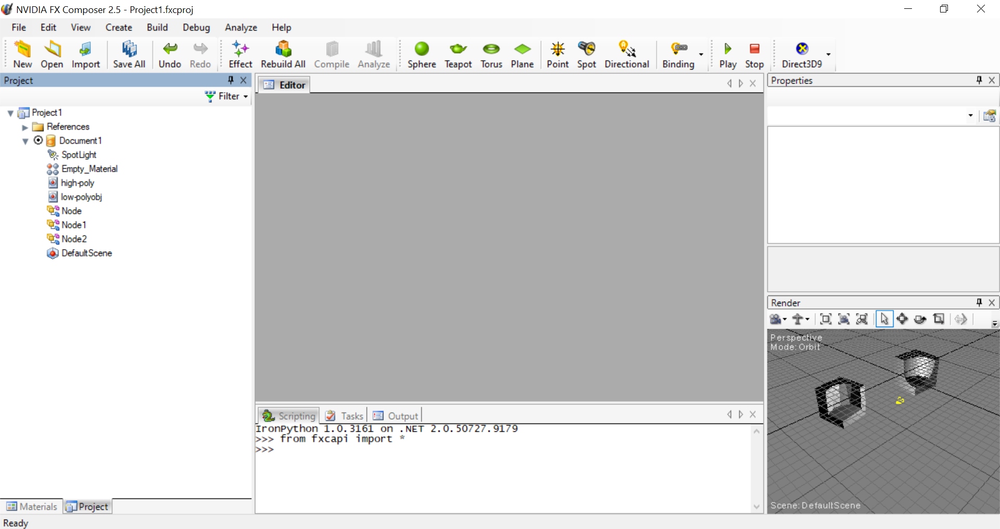 NVIDIA FX Composer 2.5 - Project1.fxcproj
File Edit View Create Build Debug Analyze Help
New Open Import Save All Undo Redo Effect Rebuild All Compile Analyze Sphere Teapot Torus Plane Point Spot Directional Binding Play Stop Direct3D9
Project
Filter
Project1
References
Document1
SpotLight
Empty_Material
high-poly
low-polyobj
Node
Node1
Node2
DefaultScene
Materials Project
Editor
Scripting Tasks Output
IronPython 1.0.3161 on .NET 2.0.50727.9179
>>> from fxcapi import *
>>>
Properties
Render
Perspective
Mode: Orbit
Scene: DefaultScene
Ready